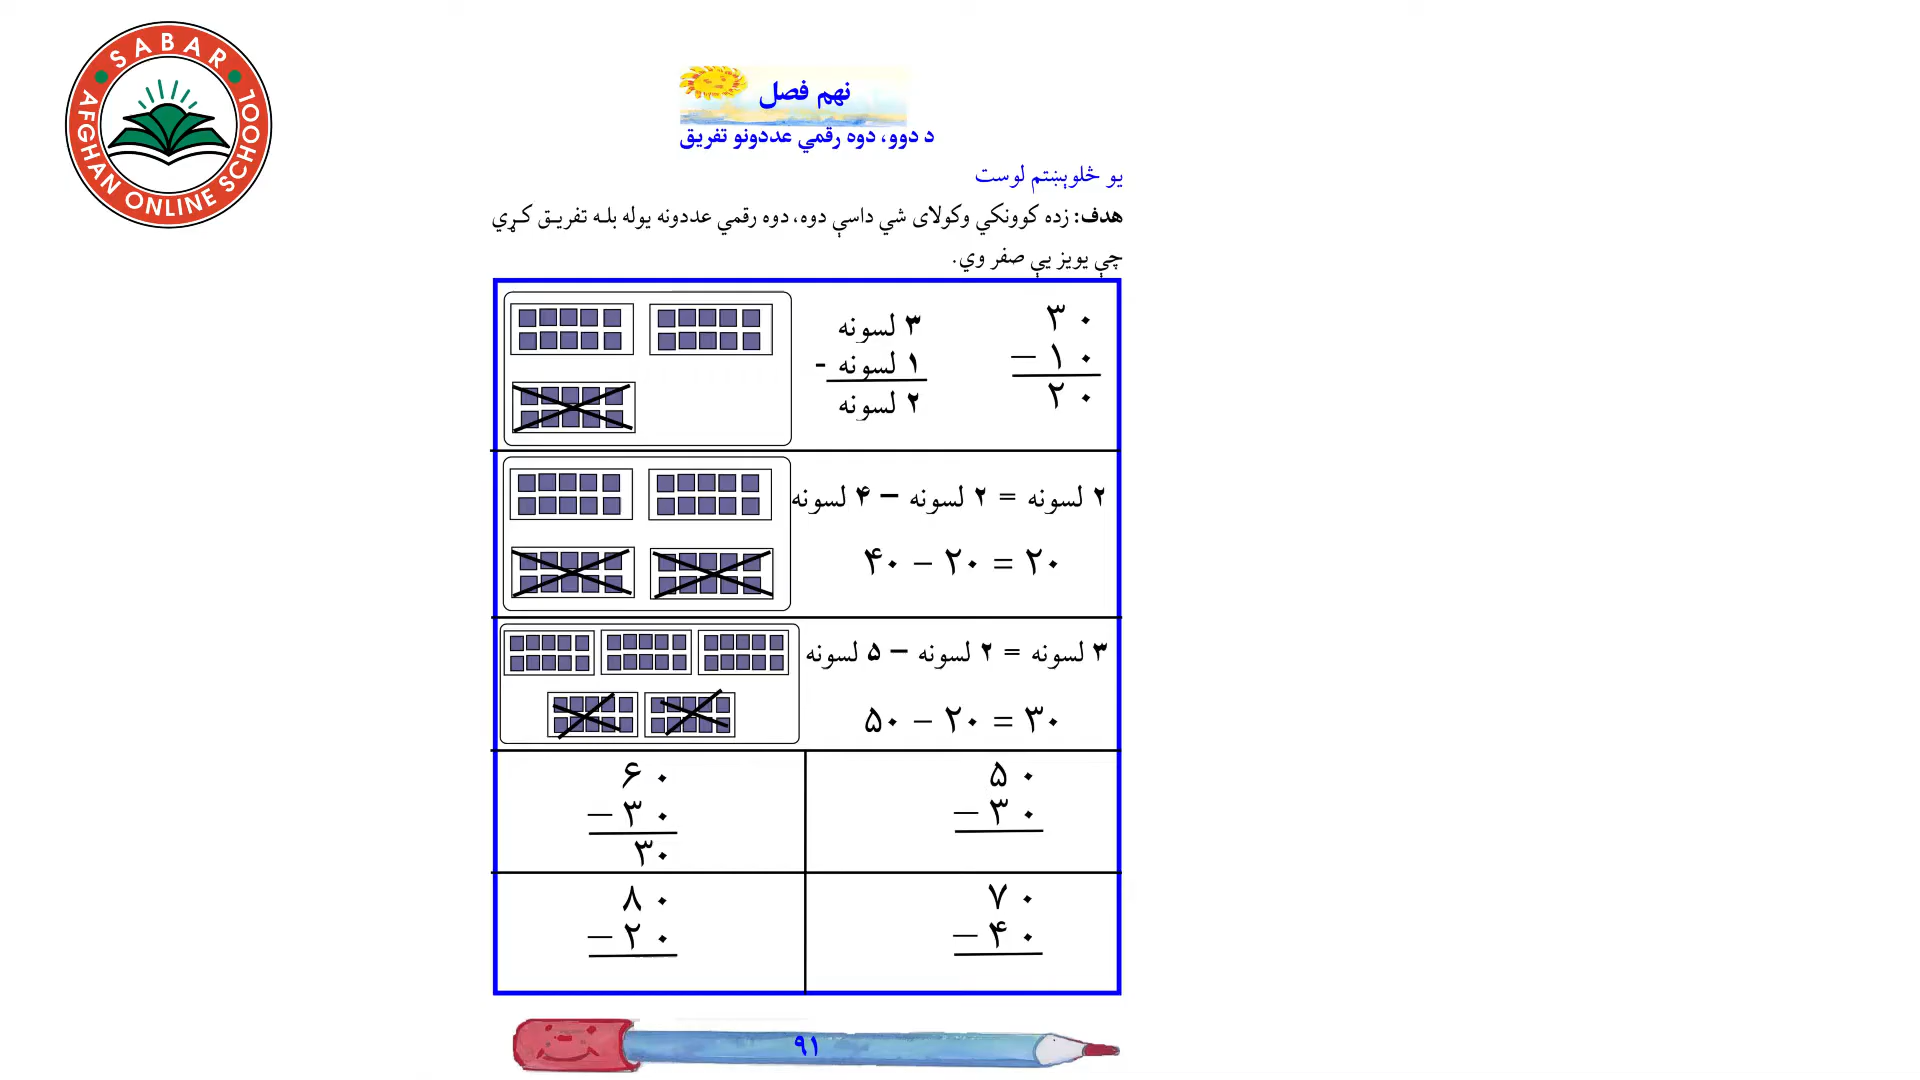 SABAR
AFGHAN ONLINE SCHOOL
نهم فصل
د دوو، دوه رقمي عددونو تفریق
یو څلوېښتم لوست
هدف: زده کوونکي وکولای شي داسې دوه، دوه رقمي عددونه یوله بلـه تفریـق کـړي
چې یویز یې صفر وي.
۳ لسونه
- ۱ لسونه
۲ لسونه
۳۰
– ۱۰
۲۰
۲ لسونه = ۲ لسونه – ۴ لسونه
۴۰ – ۲۰ = ۲۰
۳ لسونه = ۲ لسونه – ۵ لسونه
۵۰ – ۲۰ = ۳۰
۶۰
– ۳۰
۳۰
۵۰
– ۳۰
۸۰
– ۲۰
۷۰
– ۴۰
۹۱